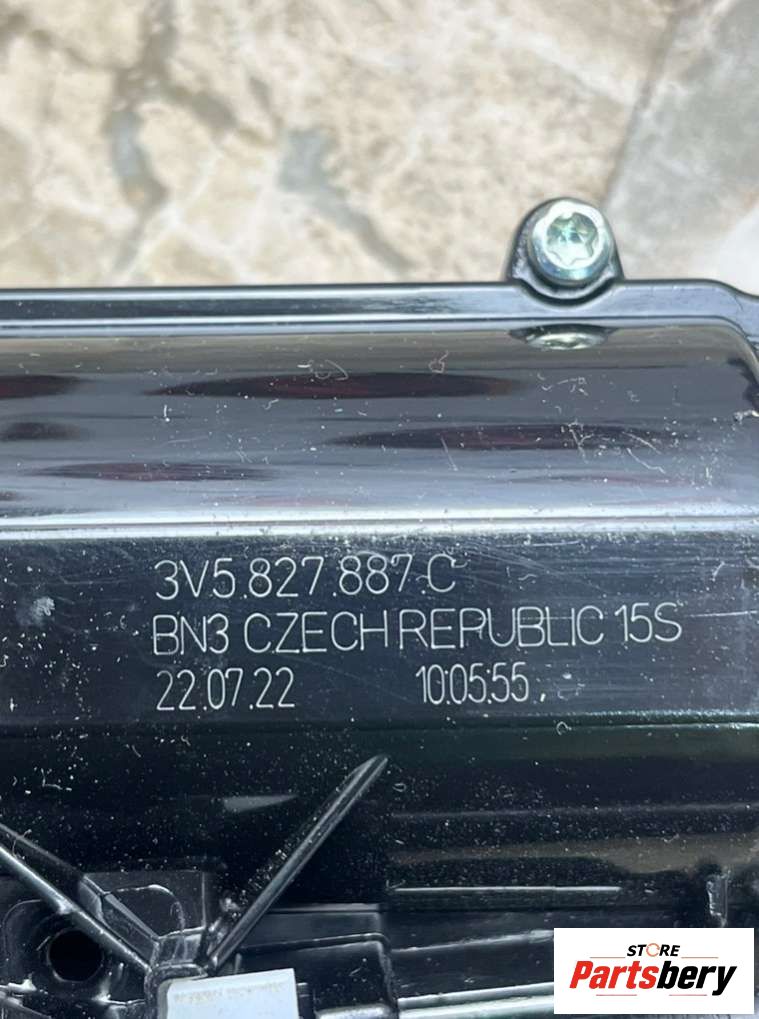 3V5.827.887.C
BN3 CZECH REPUBLIC 15S
22.07.22 10:05:55
STORE
Partsbery